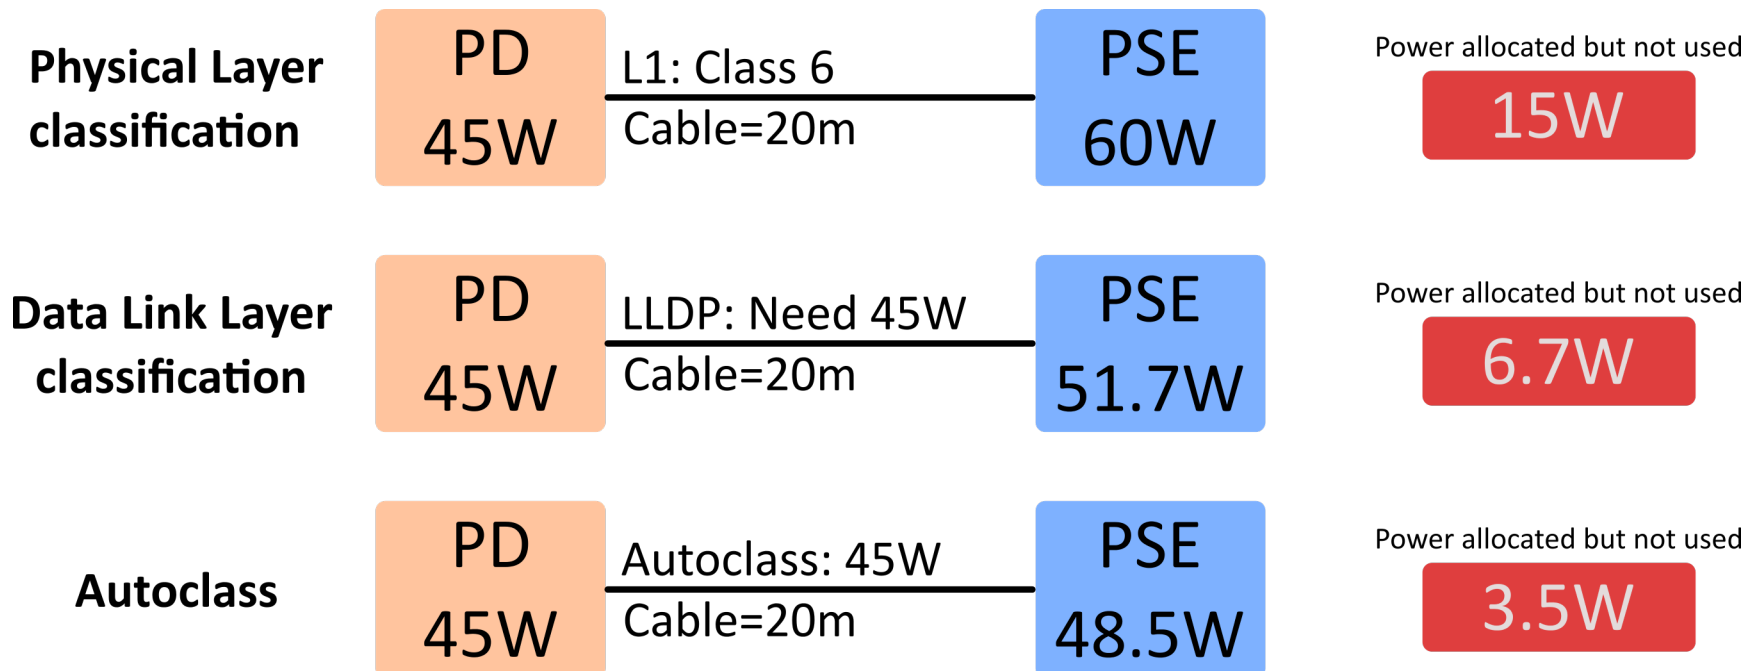 Physical Layer
classification
PD
45W
L1: Class 6
Cable=20m
PSE
60W
Power allocated but not used
15W
Data Link Layer
classification
PD
45W
LLDP: Need 45W
Cable=20m
PSE
51.7W
Power allocated but not used
6.7W
Autoclass
PD
45W
Autoclass: 45W
Cable=20m
PSE
48.5W
Power allocated but not used
3.5W